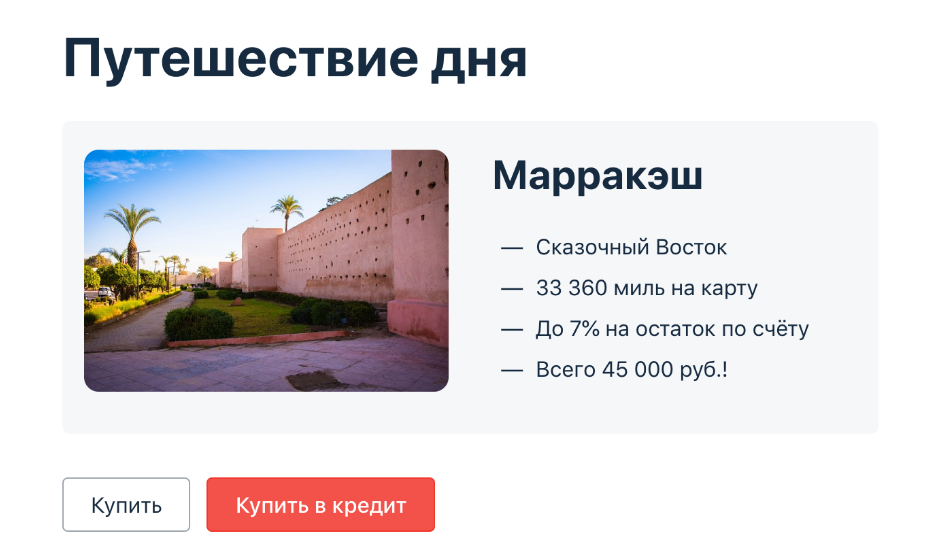 Путешествие дня
Марракэш
— Сказочный Восток
— 33 360 миль на карту
— До 7% на остаток по счёту
— Всего 45 000 руб.!
Купить
Купить в кредит